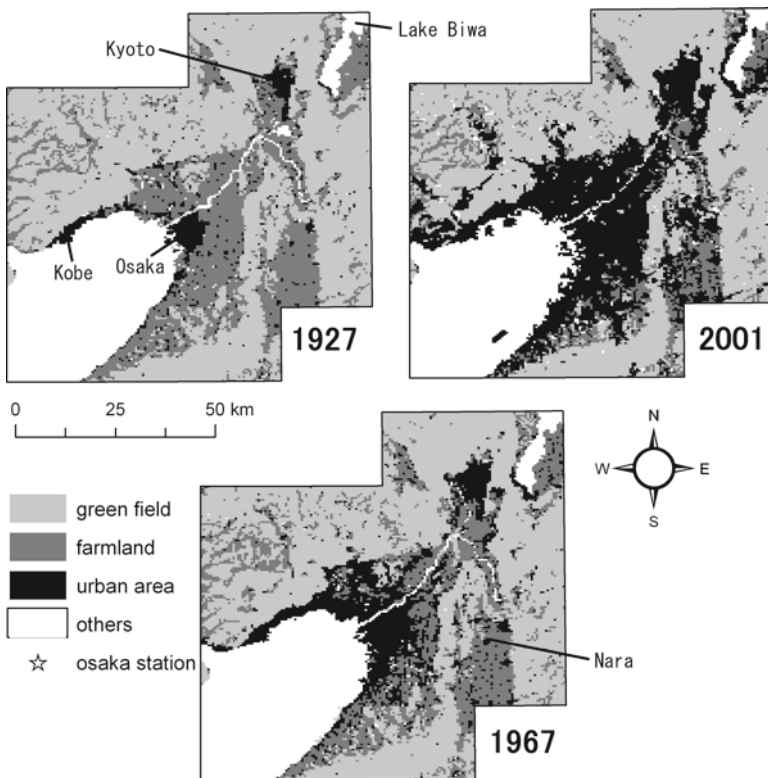 Lake Biwa
Kyoto
Kobe
Osaka
1927
2001
0 25 50 km
N
W E
S
green field
farmland
urban area
others
☆ osaka station
Nara
1967